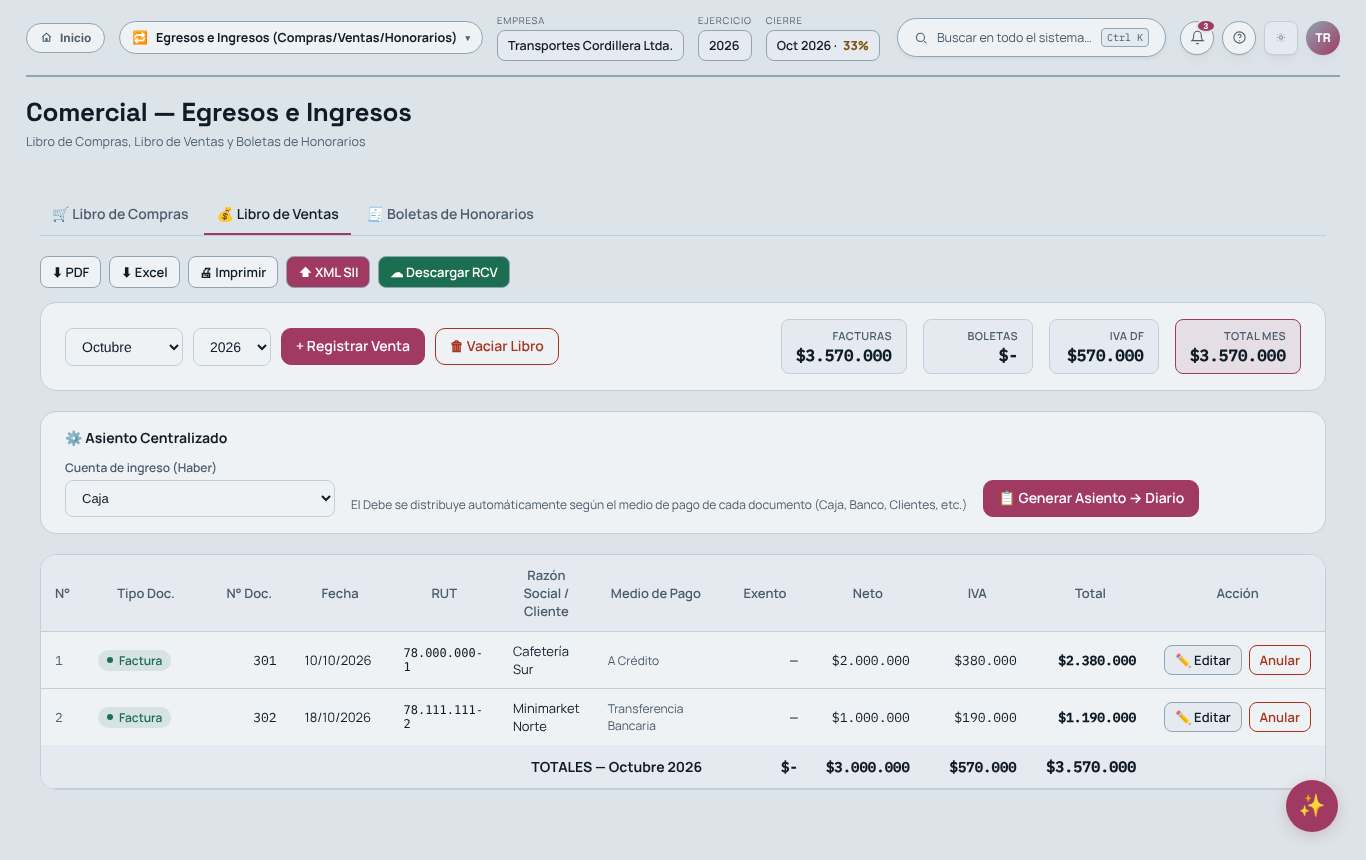 Inicio
Egresos e Ingresos (Compras/Ventas/Honorarios) ▾
EMPRESA
Transportes Cordillera Ltda.
EJERCICIO
2026
CIERRE
Oct 2026 · 33%
Buscar en todo el sistema... Ctrl K
3
TR
Comercial — Egresos e Ingresos
Libro de Compras, Libro de Ventas y Boletas de Honorarios
Libro de Compras
Libro de Ventas
Boletas de Honorarios
⬇ PDF
⬇ Excel
Imprimir
⬆ XML SII
☁ Descargar RCV
Octubre
2026
+ Registrar Venta
Vaciar Libro
FACTURAS
$3.570.000
BOLETAS
$-
IVA DF
$570.000
TOTAL MES
$3.570.000
Asiento Centralizado
Cuenta de ingreso (Haber)
Caja
El Debe se distribuye automáticamente según el medio de pago de cada documento (Caja, Banco, Clientes, etc.)
Generar Asiento → Diario
N° Tipo Doc. N° Doc. Fecha RUT Razón Social / Cliente Medio de Pago Exento Neto IVA Total Acción
1 Factura 301 10/10/2026 78.000.000-1 Cafetería Sur A Crédito — $2.000.000 $380.000 $2.380.000 Editar Anular
2 Factura 302 18/10/2026 78.111.111-2 Minimarket Norte Transferencia Bancaria — $1.000.000 $190.000 $1.190.000 Editar Anular
TOTALES — Octubre 2026 $- $3.000.000 $570.000 $3.570.000